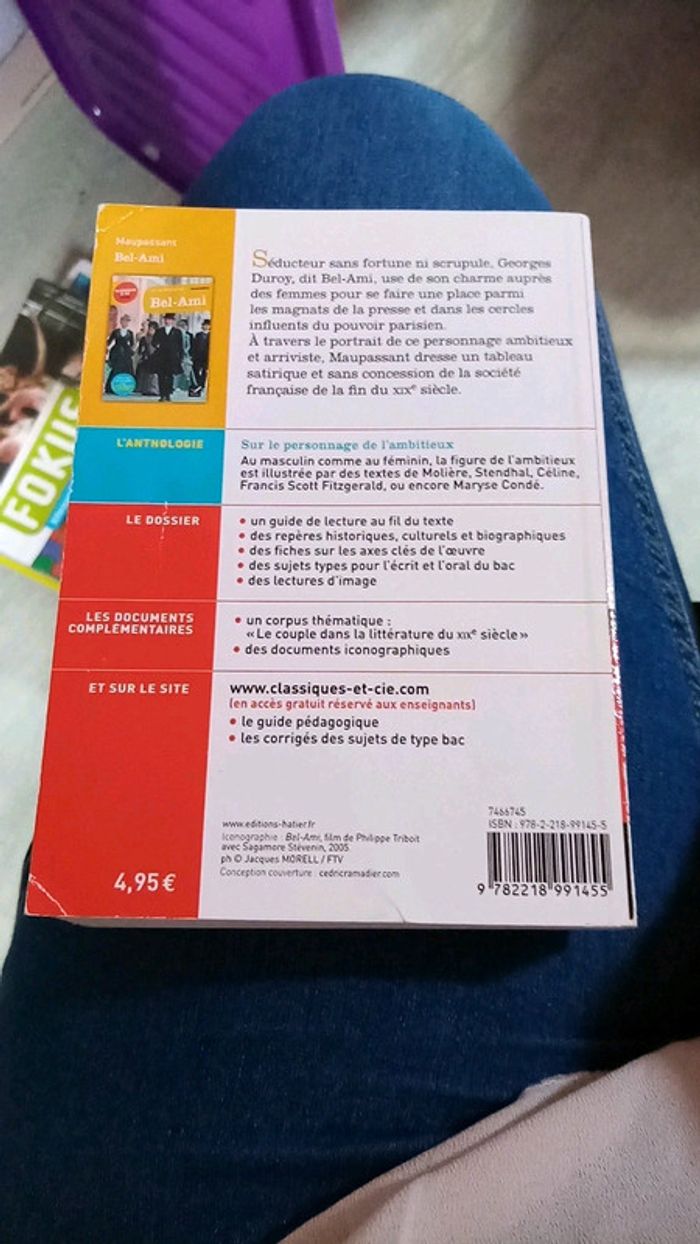 Maupassant
Bel-Ami
Bel-Ami
Séducteur sans fortune ni scrupule, Georges
Duroy, dit Bel-Ami, use de son charme auprès
des femmes pour se faire une place parmi
les magnats de la presse et dans les cercles
influents du pouvoir parisien.
À travers le portrait de ce personnage ambitieux
et arriviste, Maupassant dresse un tableau
satirique et sans concession de la société
française de la fin du XIXe siècle.
L'ANTHOLOGIE
Sur le personnage de l'ambitieux
Au masculin comme au féminin, la figure de l'ambitieux
est illustrée par des textes de Molière, Stendhal, Céline,
Francis Scott Fitzgerald, ou encore Maryse Condé.
LE DOSSIER
• un guide de lecture au fil du texte
• des repères historiques, culturels et biographiques
• des fiches sur les axes clés de l'œuvre
• des sujets types pour l'écrit et l'oral du bac
• des lectures d'image
LES DOCUMENTS
COMPLÉMENTAIRES
• un corpus thématique :
« Le couple dans la littérature du XIXe siècle »
• des documents iconographiques
ET SUR LE SITE
www.classiques-et-cie.com
(en accès gratuit réservé aux enseignants)
• le guide pédagogique
• les corrigés des sujets de type bac
4,95 €
www.editions-hatier.fr
Iconographie : Bel-Ami, film de Philippe Triboit
avec Sagamore Stévenin, 2005.
ph © Jacques MORELL / FTV
Conception couverture : cedricramadier.com
7466745
ISBN : 978-2-218-99145-5
9 782218 991455
FOKUS